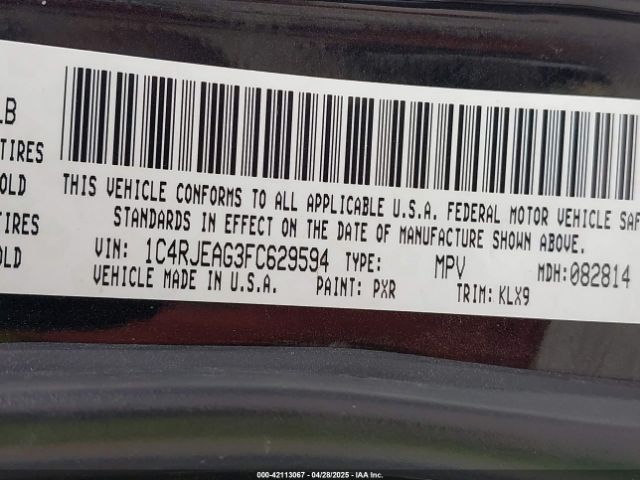 LB
TIRES
OLD
TIRES
OLD
THIS VEHICLE CONFORMS TO ALL APPLICABLE U.S.A. FEDERAL MOTOR VEHICLE SAF
STANDARDS IN EFFECT ON THE DATE OF MANUFACTURE SHOWN ABOVE.
VIN: 1C4RJEAG3FC629594 TYPE: MPV MDH:082814
VEHICLE MADE IN U.S.A. PAINT: PXR TRIM: KLX9
000-42113067 - 04/28/2025 - IAA Inc.